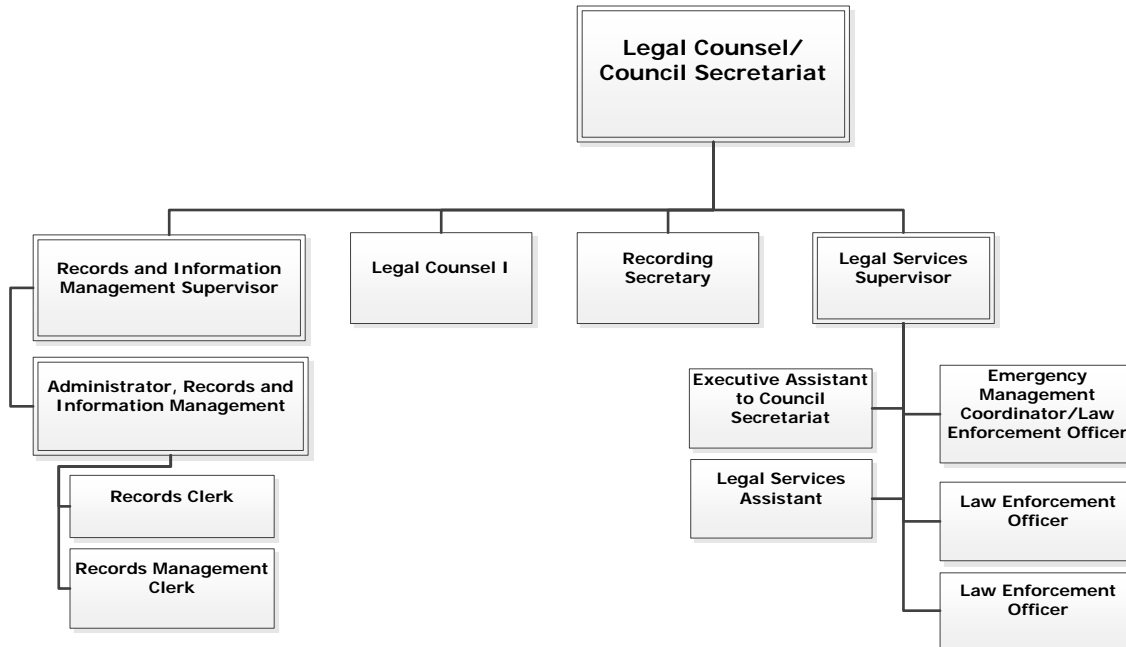 Legal Counsel/
Council Secretariat
Records and Information
Management Supervisor
Legal Counsel I
Recording
Secretary
Legal Services
Supervisor
Administrator, Records and
Information Management
Records Clerk
Records Management
Clerk
Executive Assistant
to Council
Secretariat
Legal Services
Assistant
Emergency
Management
Coordinator/Law
Enforcement Officer
Law Enforcement
Officer
Law Enforcement
Officer